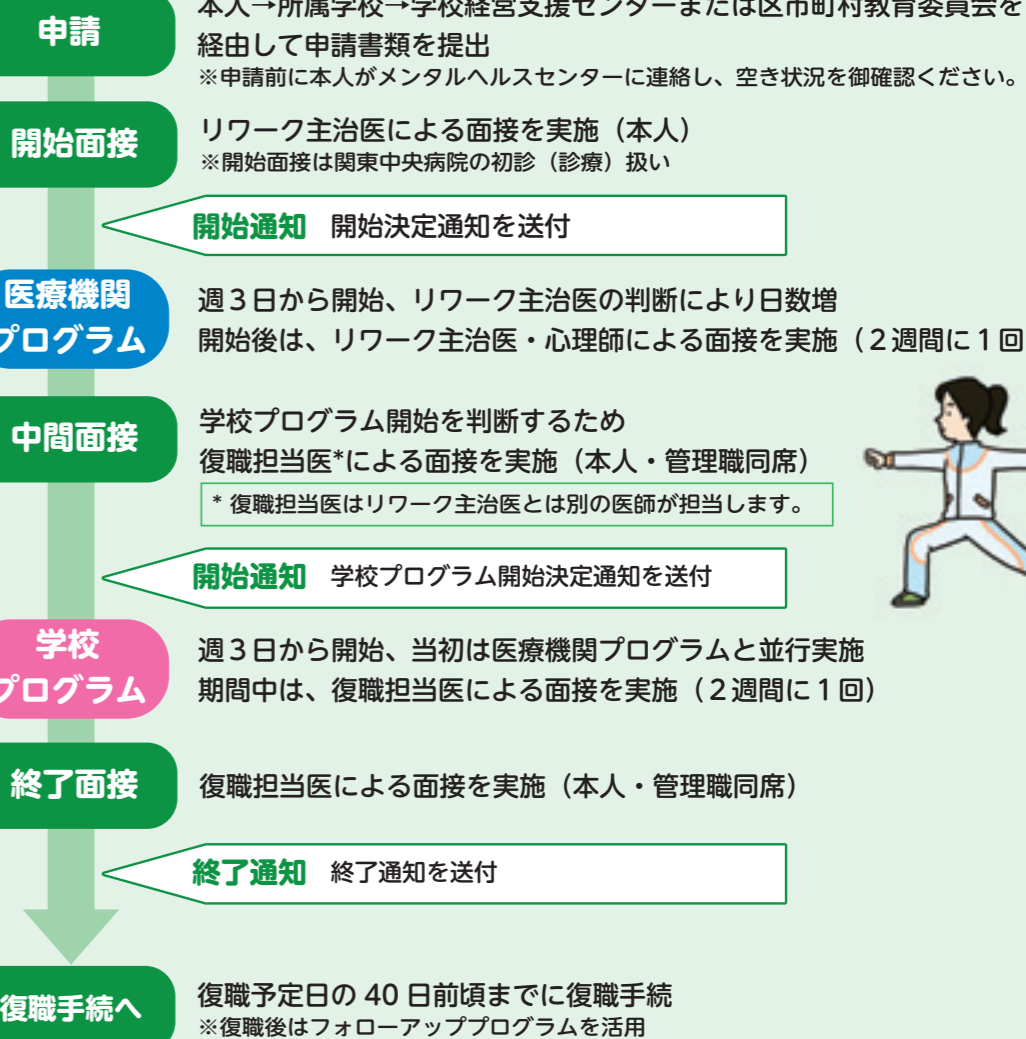 申請
本人→所属学校→学校経営支援センターまたは区市町村教育委員会を
経由して申請書類を提出
※申請前に本人がメンタルヘルスセンターに連絡し、空き状況を御確認ください。
開始面接
リワーク主治医による面接を実施（本人）
※開始面接は関東中央病院の初診（診療）扱い
開始通知 開始決定通知を送付
医療機関
プログラム
週３日から開始、リワーク主治医の判断により日数増
開始後は、リワーク主治医・心理師による面接を実施（２週間に１回
中間面接
学校プログラム開始を判断するため
復職担当医*による面接を実施（本人・管理職同席）
* 復職担当医はリワーク主治医とは別の医師が担当します。
開始通知 学校プログラム開始決定通知を送付
学校
プログラム
週３日から開始、当初は医療機関プログラムと並行実施
期間中は、復職担当医による面接を実施（２週間に１回）
終了面接
復職担当医による面接を実施（本人・管理職同席）
終了通知 終了通知を送付
復職手続へ
復職予定日の 40 日前頃までに復職手続
※復職後はフォローアッププログラムを活用